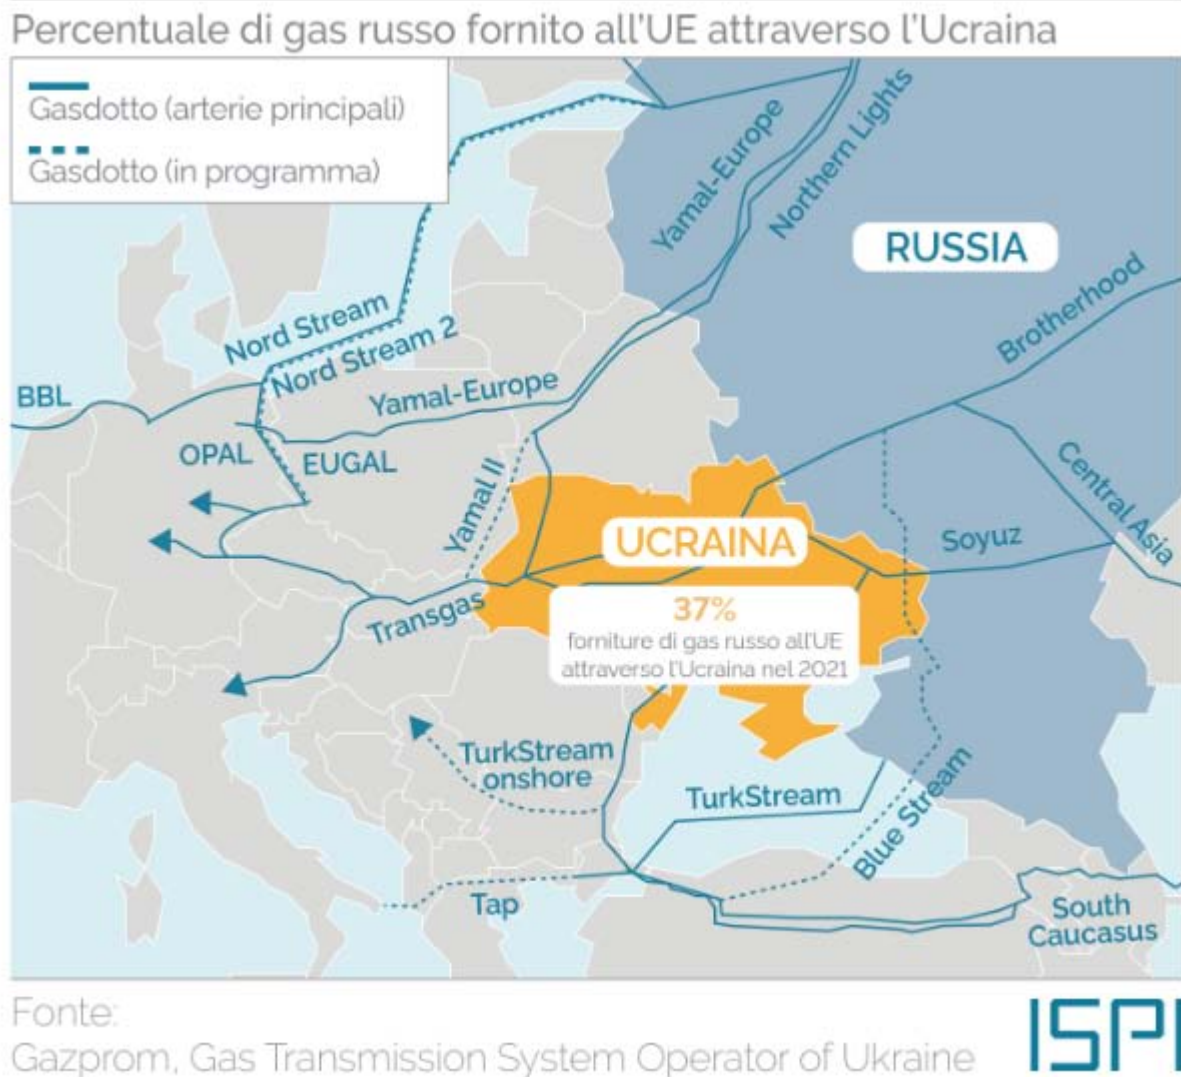 Percentuale di gas russo fornito all'UE attraverso l'Ucraina
Gasdotto (arterie principali)
Gasdotto (in programma)
Yamal-Europe
Northern Lights
RUSSIA
Brotherhood
Nord Stream
Nord Stream 2
BBL
Yamal-Europe
OPAL
EUGAL
Yamal II
Central Asia
Soyuz
UCRAINA
37%
forniture di gas russo all'UE
attraverso l'Ucraina nel 2021
Transgas
TurkStream
onshore
TurkStream
Blue Stream
Tap
South
Caucasus
Fonte:
Gazprom, Gas Transmission System Operator of Ukraine
ISPI